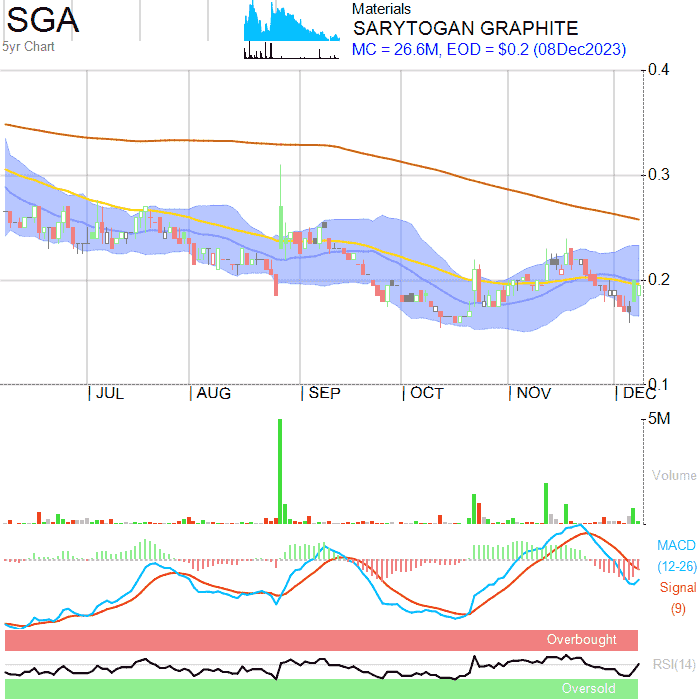 SGA
5yr Chart
Materials
SARYTOGAN GRAPHITE
MC = 26.6M, EOD = $0.2 (08Dec2023)
0.4
0.3
0.2
0.1
JUL AUG SEP OCT NOV DEC
5M
Volume
MACD
(12-26)
Signal
(9)
Overbought
RSI(14)
Oversold